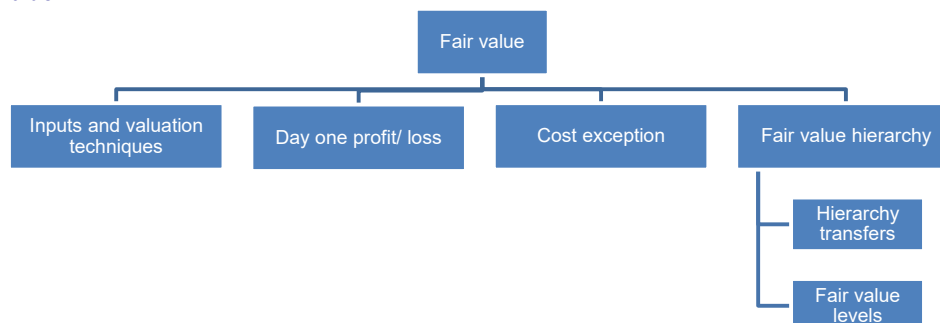 Fair value
Inputs and valuation
techniques
Day one profit/ loss
Cost exception
Fair value hierarchy
Hierarchy
transfers
Fair value
levels